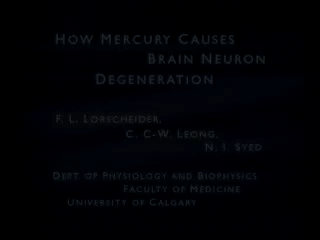 HOW MERCURY CAUSES
BRAIN NEURON
DEGENERATION
F. L. LORSCHEIDER,
C. C-W. LEONG,
N. I. SYED
DEPT OF PHYSIOLOGY AND BIOPHYSICS
FACULTY OF MEDICINE
UNIVERSITY OF CALGARY